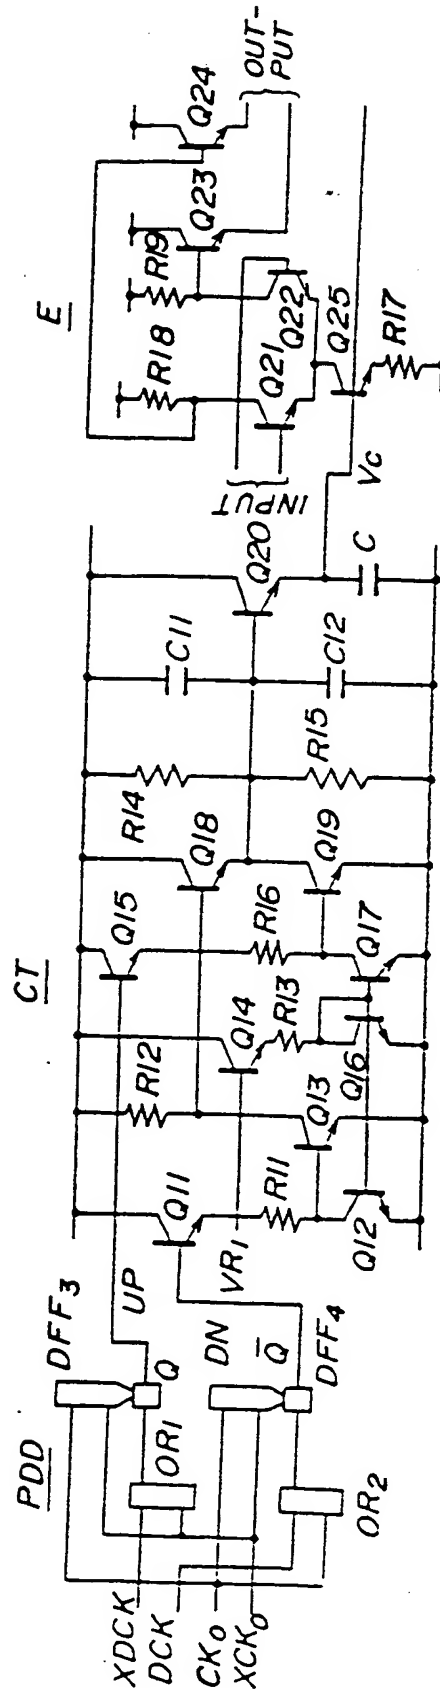 PDD
CT
E
XDCK
DCK
CK0
XCK0
OR1
OR2
DFF3
DFF4
Q
Q̄
UP
DN
VR1
Q11
Q12
R11
R12
Q13
Q14
R13
Q16
Q15
R16
Q17
Q18
Q19
R14
R15
C11
C12
Q20
C
Vc
INPUT
R18
R19
Q21
Q22
Q23
Q24
Q25
R17
OUT-
PUT